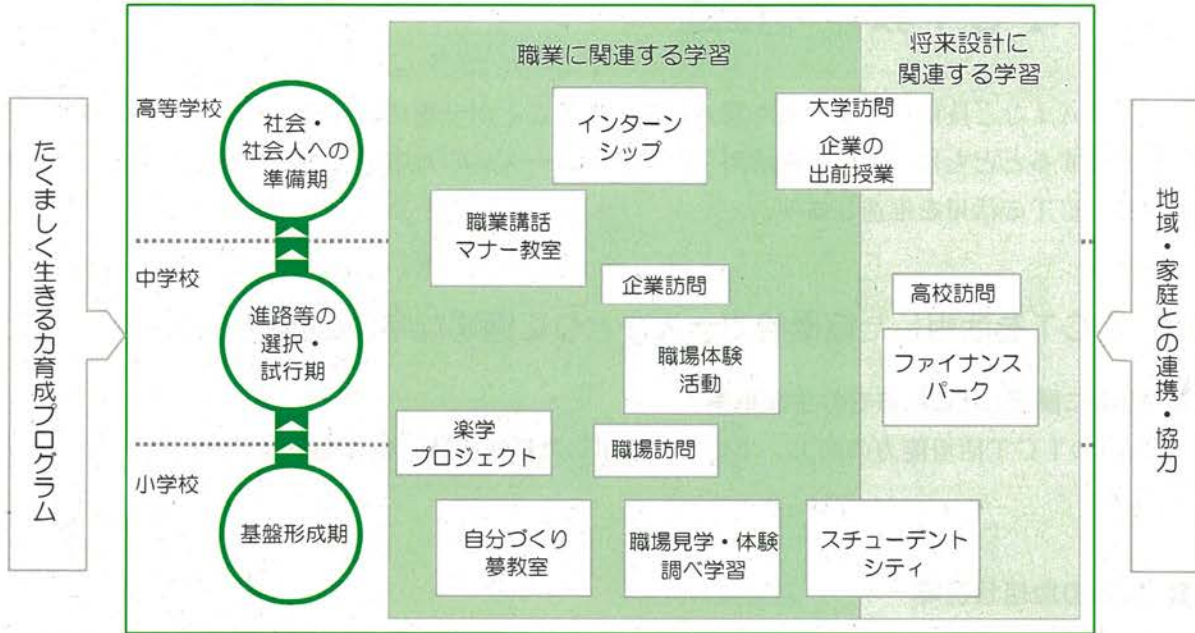 たくましく生きる力育成プログラム
高等学校
社会・
社会人への
準備期
中学校
進路等の
選択・
試行期
小学校
基盤形成期
職業に関連する学習
将来設計に
関連する学習
インターン
シップ
大学訪問
企業の
出前授業
職業講話
マナー教室
企業訪問
高校訪問
職場体験
活動
ファイナンス
パーク
楽学
プロジェクト
職場訪問
自分づくり
夢教室
職場見学・体験
調べ学習
スチューデント
シティ
地域・家庭との連携・協力